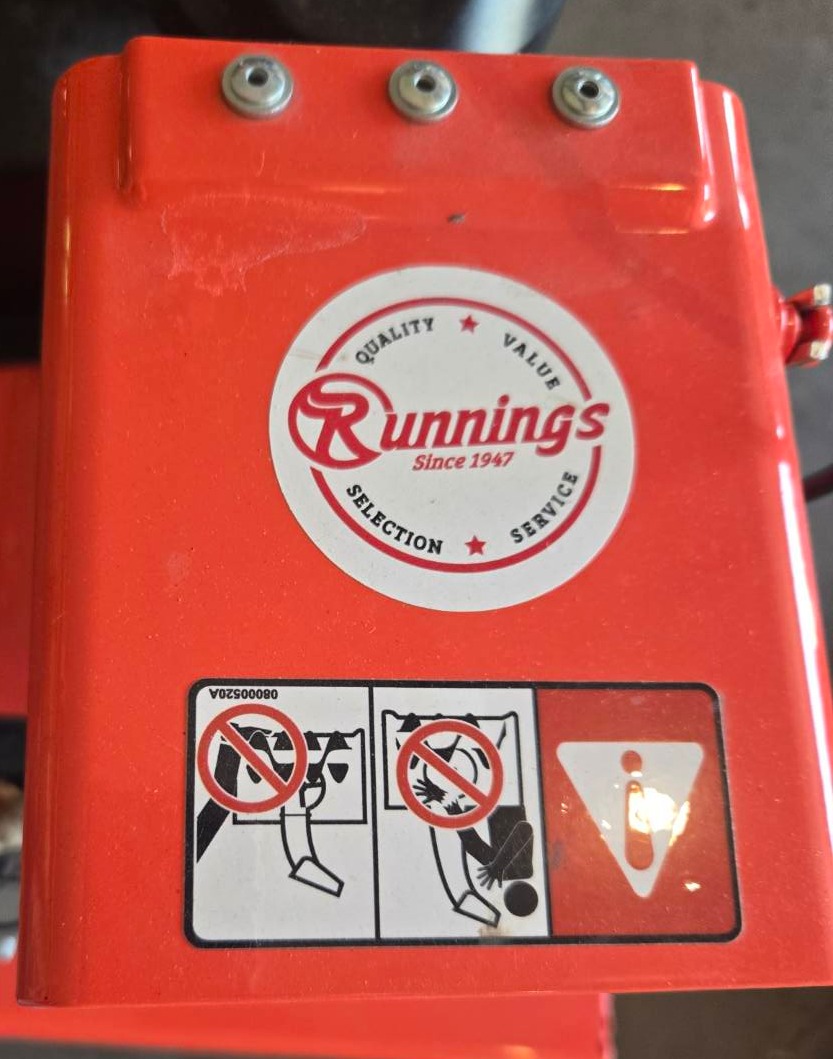 QUALITY
VALUE
Runnings
Since 1947
SELECTION
SERVICE
08000520A